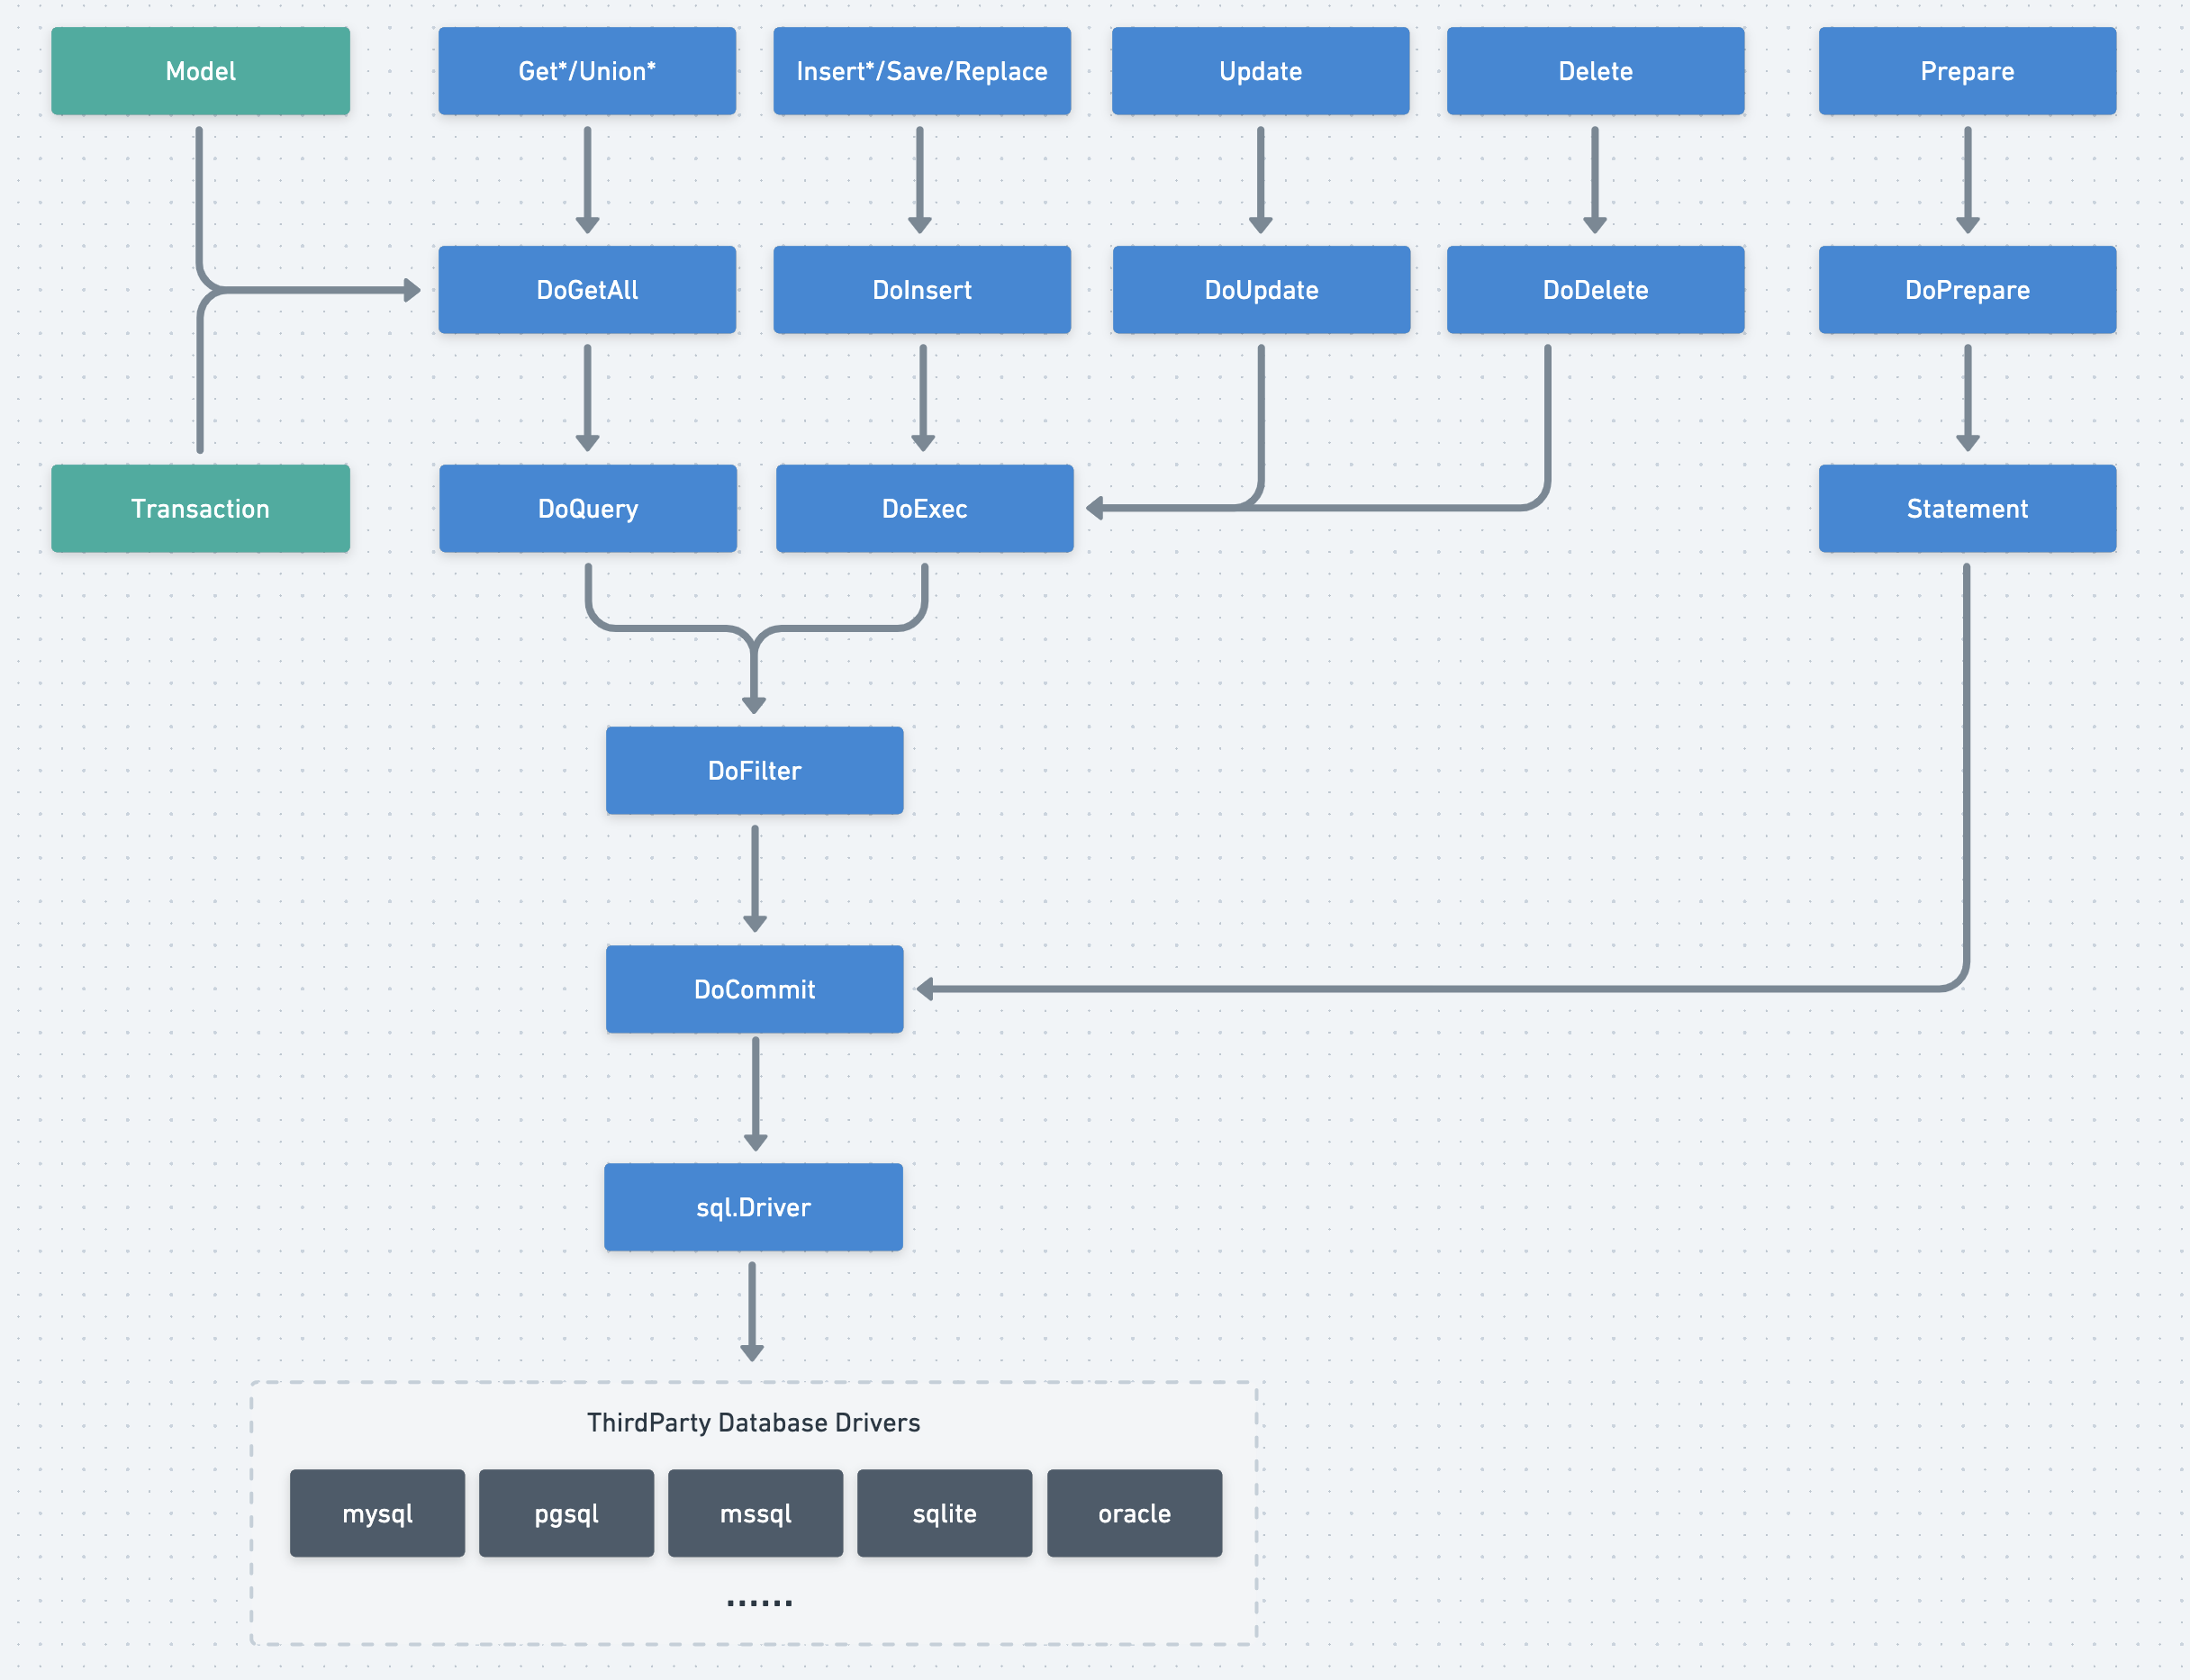 Model
Get*/Union*
Insert*/Save/Replace
Update
Delete
Prepare
DoGetAll
DoInsert
DoUpdate
DoDelete
DoPrepare
Transaction
DoQuery
DoExec
Statement
DoFilter
DoCommit
sql.Driver
ThirdParty Database Drivers
mysql
pgsql
mssql
sqlite
oracle
......